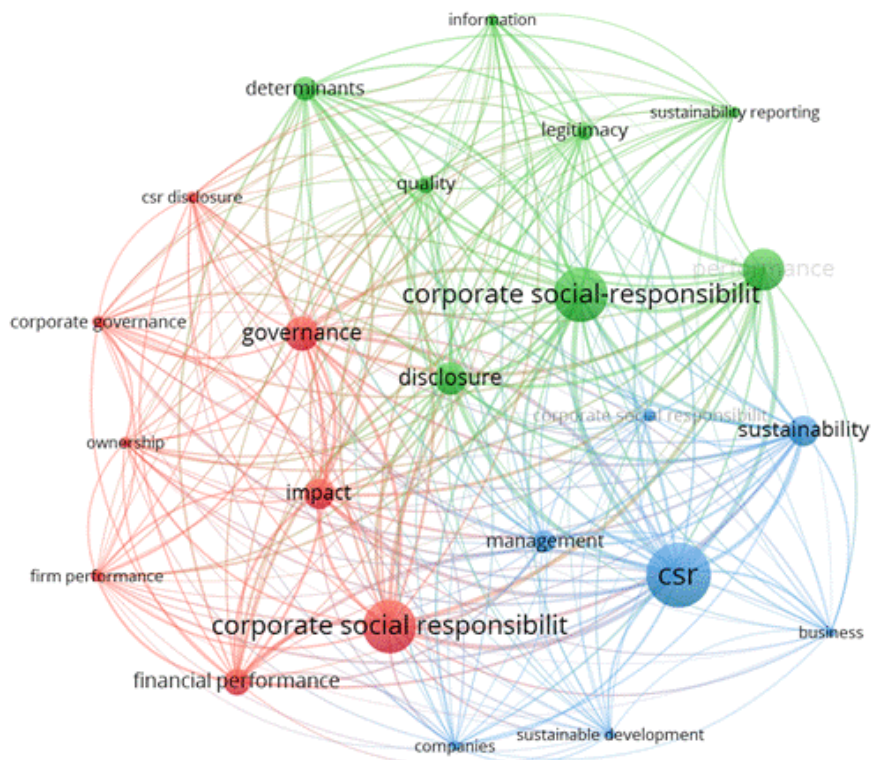 information
determinants
sustainability reporting
legitimacy
quality
csr disclosure
performance
corporate social-responsibilit
corporate governance
governance
disclosure
corporate social responsibilit
sustainability
ownership
impact
management
csr
firm performance
corporate social responsibilit
business
financial performance
sustainable development
companies